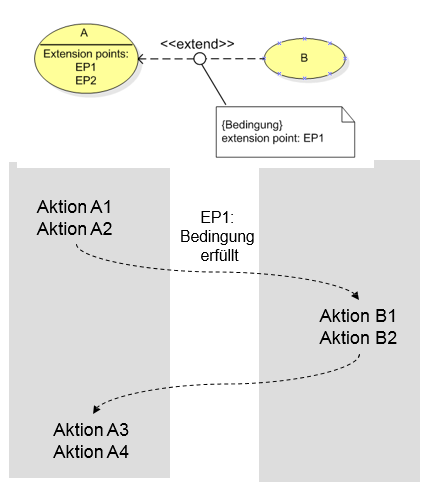 A
Extension points:
EP1
EP2
<<extend>>
B
{Bedingung}
extension point: EP1
Aktion A1
Aktion A2
EP1:
Bedingung
erfüllt
Aktion B1
Aktion B2
Aktion A3
Aktion A4